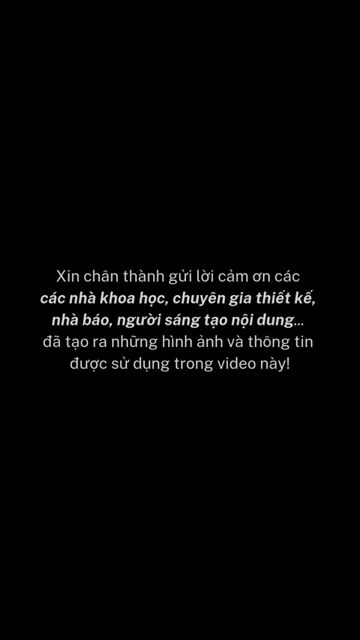 Xin chân thành gửi lời cảm ơn các
các nhà khoa học, chuyên gia thiết kế,
nhà báo, người sáng tạo nội dung...
đã tạo ra những hình ảnh và thông tin
được sử dụng trong video này!